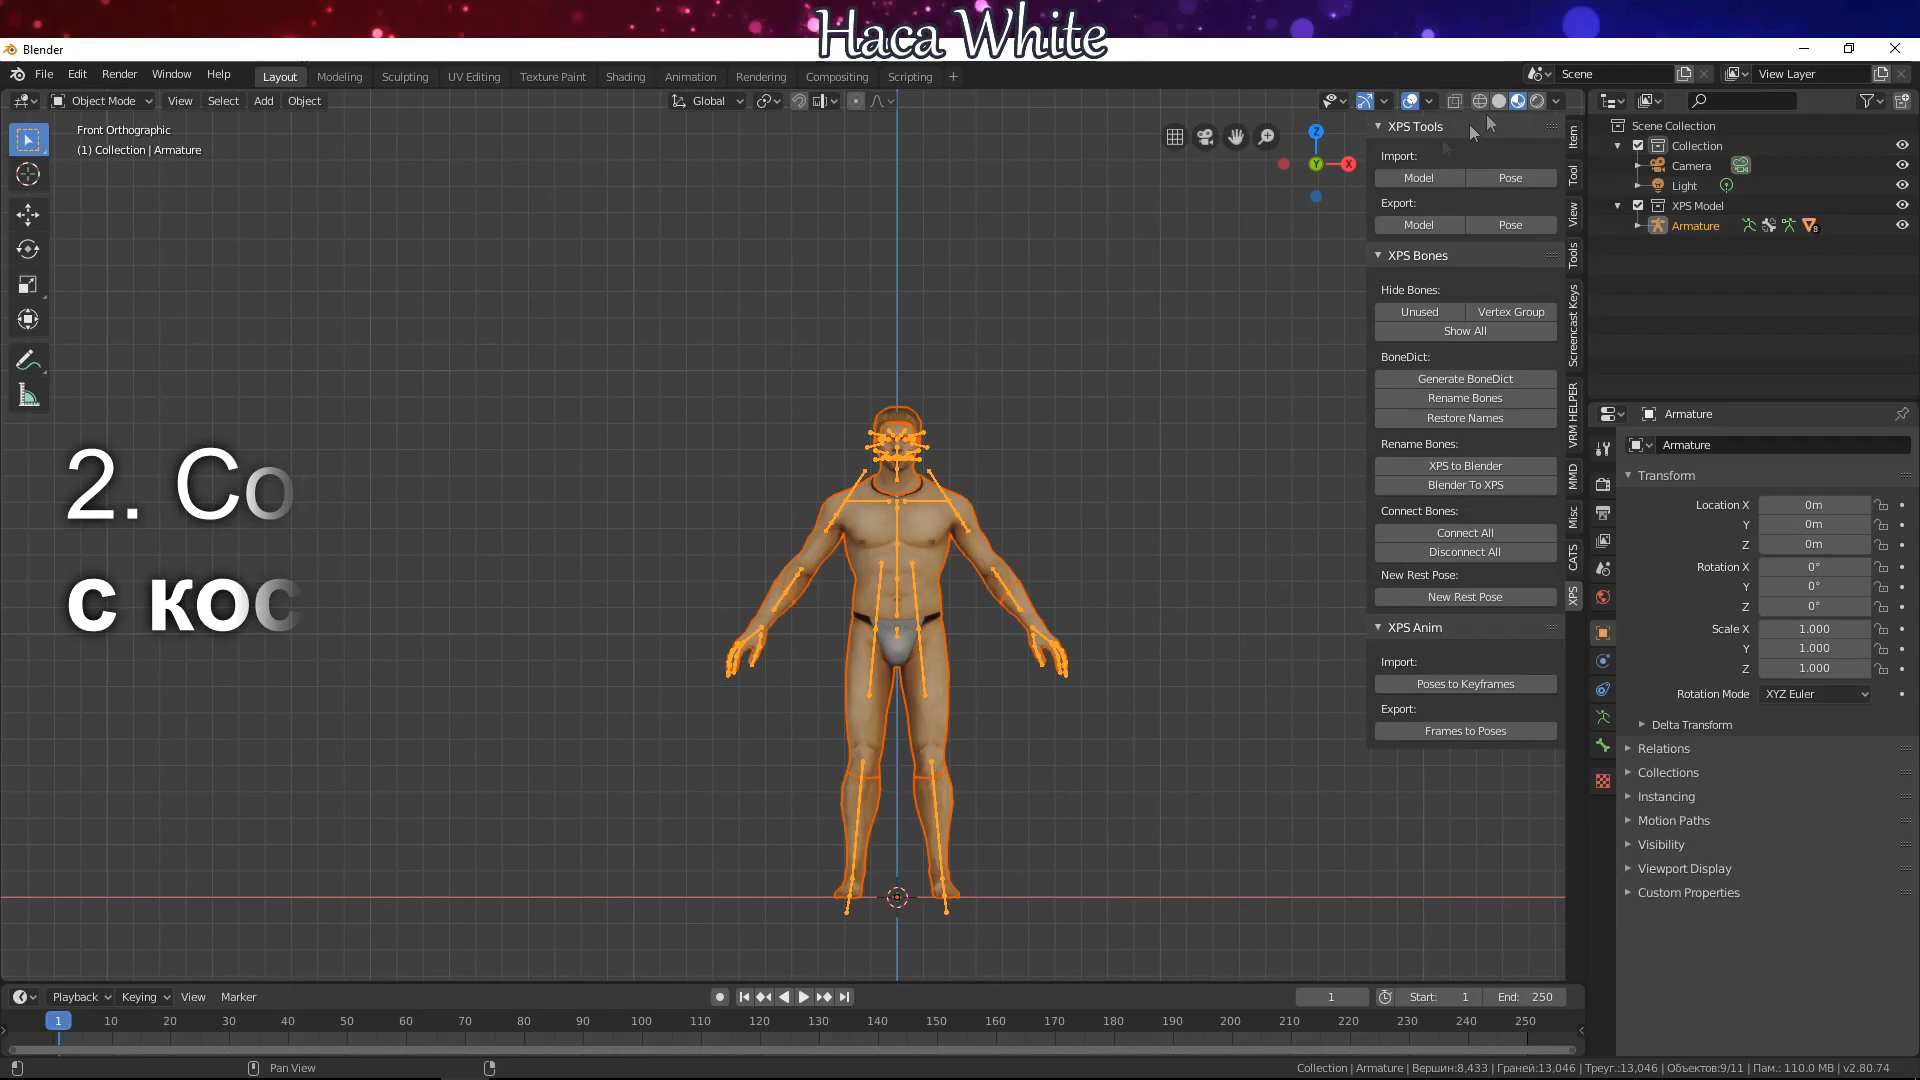 Haca White
Blender
File Edit Render Window Help Layout Modeling Sculpting UV Editing Texture Paint Shading Animation Rendering Compositing Scripting + Scene View Layer
Object Mode View Select Add Object Global
Front Orthographic
(1) Collection | Armature
Z
Y X
2. Со
с кос
XPS Tools
Import:
Model Pose
Export:
Model Pose
XPS Bones
Hide Bones:
Unused Vertex Group
Show All
BoneDict:
Generate BoneDict
Rename Bones
Restore Names
Rename Bones:
XPS to Blender
Blender To XPS
Connect Bones:
Connect All
Disconnect All
New Rest Pose:
New Rest Pose
XPS Anim
Import:
Poses to Keyframes
Export:
Frames to Poses
Item
Tool
View
Tools
Screencast Keys
VRM HELPER
MMD
Misc
CATS
XPS
Scene Collection
Collection
Camera
Light
XPS Model
Armature 8
Armature
Armature
Transform
Location X 0m
Y 0m
Z 0m
Rotation X 0°
Y 0°
Z 0°
Scale X 1.000
Y 1.000
Z 1.000
Rotation Mode XYZ Euler
Delta Transform
Relations
Collections
Instancing
Motion Paths
Visibility
Viewport Display
Custom Properties
Playback Keying View Marker 1 Start: 1 End: 250
1 10 20 30 40 50 60 70 80 90 100 110 120 130 140 150 160 170 180 190 200 210 220 230 240 250
Pan View
Collection | Armature | Вершин:8,433 | Граней:13,046 | Треуг.:13,046 | Объектов:9/11 | Пам.: 110.0 MB | v2.80.74